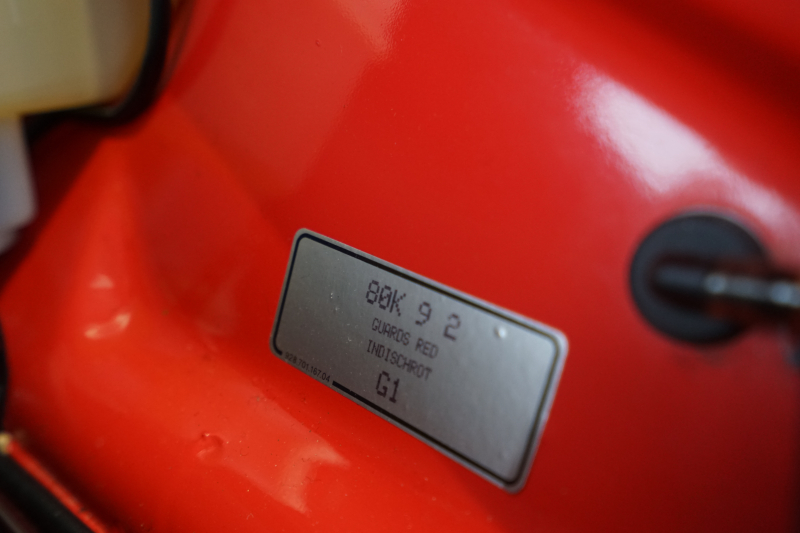 80K 9 2
GUARDS RED
INDISCHROT
G1